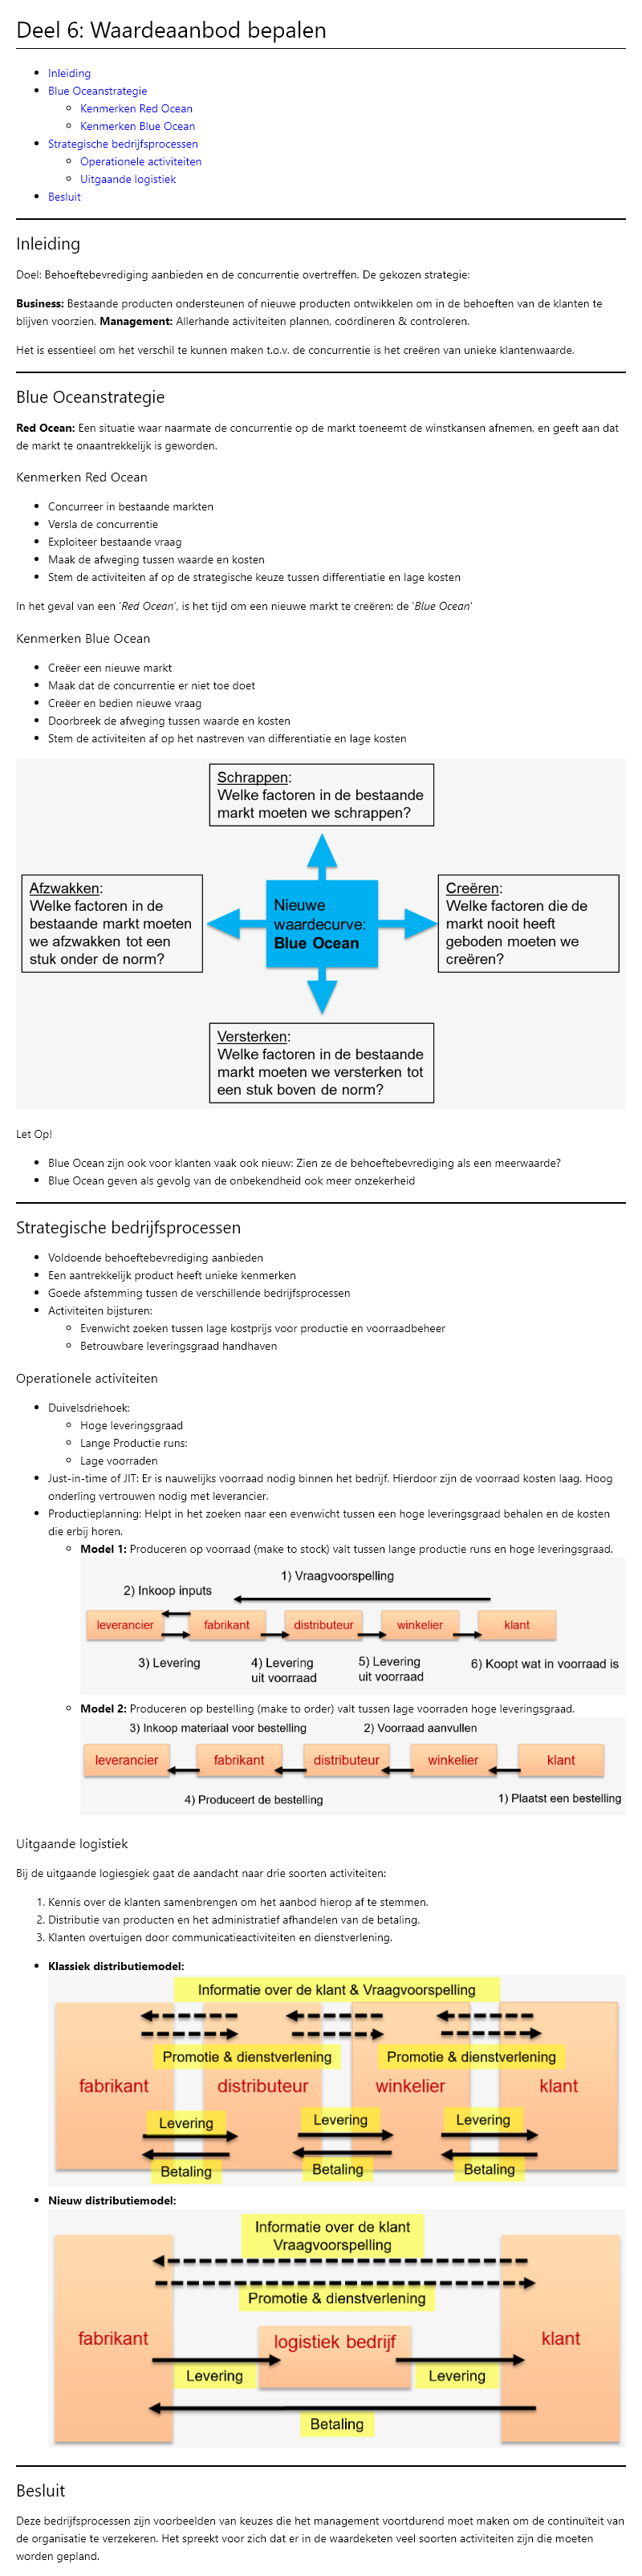 Deel 6: Waardeaanbod bepalen
Inleiding
Blue Oceanstrategie
Kenmerken Red Ocean
Kenmerken Blue Ocean
Strategische bedrijfsprocessen
Operationele activiteiten
Uitgaande logistiek
Besluit
Inleiding
Doel: Behoeftebevrediging aanbieden en de concurrentie overtreffen. De gekozen strategie:
Business: Bestaande producten ondersteunen of nieuwe producten ontwikkelen om in de behoeften van de klanten te
blijven voorzien. Management: Allerhande activiteiten plannen, coördineren & controleren.
Het is essentieel om het verschil te kunnen maken t.o.v. de concurrentie is het creëren van unieke klantenwaarde.
Blue Oceanstrategie
Red Ocean: Een situatie waar naarmate de concurrentie op de markt toeneemt de winstkansen afnemen, en geeft aan dat
de markt te onaantrekkelijk is geworden.
Kenmerken Red Ocean
Concurreer in bestaande markten
Versla de concurrentie
Exploiteer bestaande vraag
Maak de afweging tussen waarde en kosten
Stem de activiteiten af op de strategische keuze tussen differentiatie en lage kosten
In het geval van een 'Red Ocean', is het tijd om een nieuwe markt te creëren: de 'Blue Ocean'
Kenmerken Blue Ocean
Creëer een nieuwe markt
Maak dat de concurrentie er niet toe doet
Creëer en bedien nieuwe vraag
Doorbreek de afweging tussen waarde en kosten
Stem de activiteiten af op het nastreven van differentiatie en lage kosten
Schrappen:
Welke factoren in de bestaande
markt moeten we schrappen?
Afzwakken:
Welke factoren in de
bestaande markt moeten
we afzwakken tot een
stuk onder de norm?
Nieuwe
waardecurve:
Blue Ocean
Creëren:
Welke factoren die de
markt nooit heeft
geboden moeten we
creëren?
Versterken:
Welke factoren in de bestaande
markt moeten we versterken tot
een stuk boven de norm?
Let Op!
Blue Ocean zijn ook voor klanten vaak ook nieuw: Zien ze de behoeftebevrediging als een meerwaarde?
Blue Ocean geven als gevolg van de onbekendheid ook meer onzekerheid
Strategische bedrijfsprocessen
Voldoende behoeftebevrediging aanbieden
Een aantrekkelijk product heeft unieke kenmerken
Goede afstemming tussen de verschillende bedrijfsprocessen
Activiteiten bijsturen:
Evenwicht zoeken tussen lage kostprijs voor productie en voorraadbeheer
Betrouwbare leveringsgraad handhaven
Operationele activiteiten
Duivelsdriehoek:
Hoge leveringsgraad
Lange Productie runs:
Lage voorraden
Just-in-time of JIT: Er is nauwelijks voorraad nodig binnen het bedrijf. Hierdoor zijn de voorraad kosten laag. Hoog
onderling vertrouwen nodig met leverancier.
Productieplanning: Helpt in het zoeken naar een evenwicht tussen een hoge leveringsgraad behalen en de kosten
die erbij horen.
Model 1: Produceren op voorraad (make to stock) valt tussen lange productie runs en hoge leveringsgraad.
1) Vraagvoorspelling
2) Inkoop inputs
leverancier fabrikant distributeur winkelier klant
3) Levering
4) Levering
uit voorraad
5) Levering
uit voorraad
6) Koopt wat in voorraad is
Model 2: Produceren op bestelling (make to order) valt tussen lage voorraden hoge leveringsgraad.
3) Inkoop materiaal voor bestelling 2) Voorraad aanvullen
leverancier fabrikant distributeur winkelier klant
4) Produceert de bestelling 1) Plaatst een bestelling
Uitgaande logistiek
Bij de uitgaande logiesgiek gaat de aandacht naar drie soorten activiteiten:
1. Kennis over de klanten samenbrengen om het aanbod hierop af te stemmen.
2. Distributie van producten en het administratief afhandelen van de betaling.
3. Klanten overtuigen door communicatieactiviteiten en dienstverlening.
Klassiek distributiemodel:
Informatie over de klant & Vraagvoorspelling
Promotie & dienstverlening Promotie & dienstverlening
fabrikant distributeur winkelier klant
Levering Levering Levering
Betaling Betaling Betaling
Nieuw distributiemodel:
Informatie over de klant
Vraagvoorspelling
Promotie & dienstverlening
fabrikant logistiek bedrijf klant
Levering Levering
Betaling
Besluit
Deze bedrijfsprocessen zijn voorbeelden van keuzes die het management voortdurend moet maken om de continuïteit van
de organisatie te verzekeren. Het spreekt voor zich dat er in de waardeketen veel soorten activiteiten zijn die moeten
worden gepland.